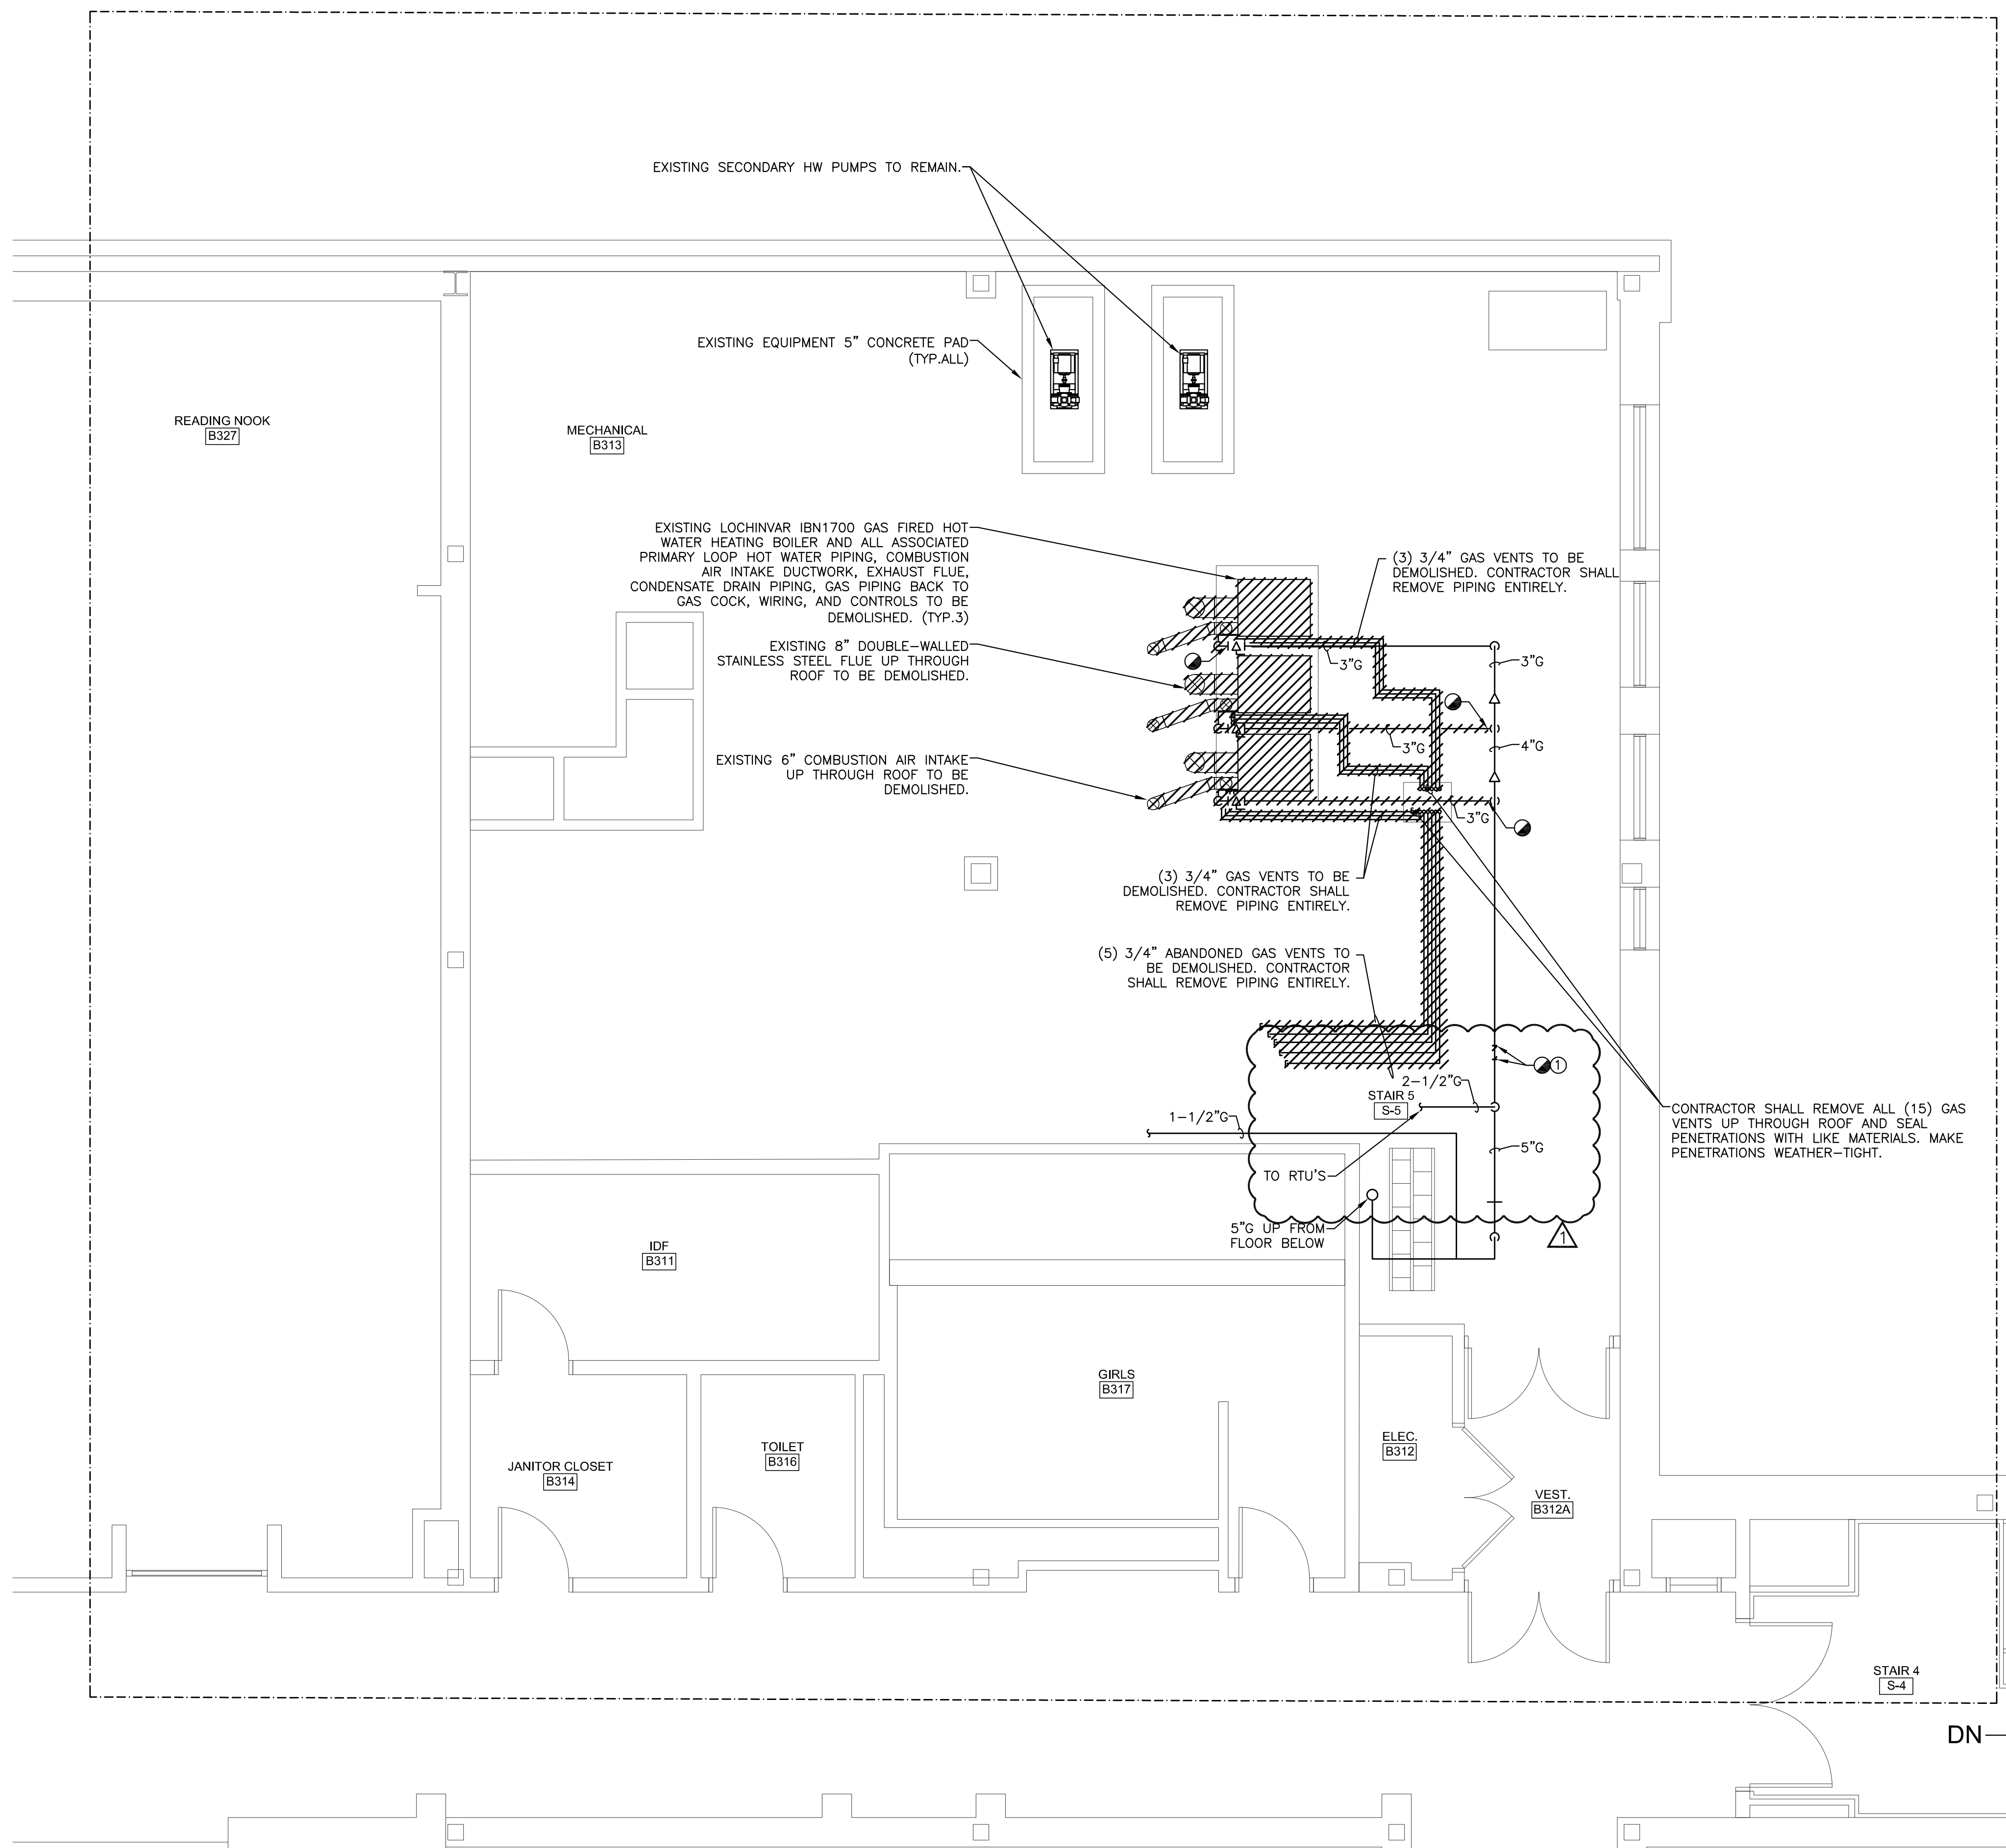 EXISTING SECONDARY HW PUMPS TO REMAIN.
EXISTING EQUIPMENT 5" CONCRETE PAD
(TYP.ALL)
READING NOOK
B327
MECHANICAL
B313
EXISTING LOCHINVAR IBN1700 GAS FIRED HOT
WATER HEATING BOILER AND ALL ASSOCIATED
PRIMARY LOOP HOT WATER PIPING, COMBUSTION
AIR INTAKE DUCTWORK, EXHAUST FLUE,
CONDENSATE DRAIN PIPING, GAS PIPING BACK TO
GAS COCK, WIRING, AND CONTROLS TO BE
DEMOLISHED. (TYP.3)
(3) 3/4" GAS VENTS TO BE
DEMOLISHED. CONTRACTOR SHALL
REMOVE PIPING ENTIRELY.
EXISTING 8" DOUBLE-WALLED
STAINLESS STEEL FLUE UP THROUGH
ROOF TO BE DEMOLISHED.
3"G
3"G
EXISTING 6" COMBUSTION AIR INTAKE
UP THROUGH ROOF TO BE
DEMOLISHED.
3"G
4"G
3"G
(3) 3/4" GAS VENTS TO BE
DEMOLISHED. CONTRACTOR SHALL
REMOVE PIPING ENTIRELY.
(5) 3/4" ABANDONED GAS VENTS TO
BE DEMOLISHED. CONTRACTOR
SHALL REMOVE PIPING ENTIRELY.
1
2-1/2"G
STAIR 5
S-5
1-1/2"G
CONTRACTOR SHALL REMOVE ALL (15) GAS
VENTS UP THROUGH ROOF AND SEAL
PENETRATIONS WITH LIKE MATERIALS. MAKE
PENETRATIONS WEATHER-TIGHT.
5"G
TO RTU'S
5"G UP FROM
FLOOR BELOW
1
IDF
B311
GIRLS
B317
JANITOR CLOSET
B314
TOILET
B316
ELEC.
B312
VEST.
B312A
STAIR 4
S-4
DN